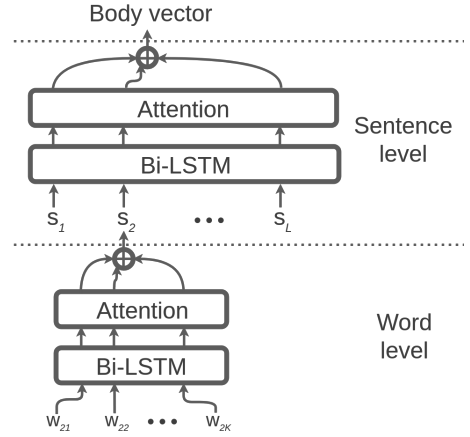 Body vector
Attention
Sentence
level
Bi-LSTM
s1 s2 ••• sL
Attention
Word
level
Bi-LSTM
w21 w22 ••• w2K